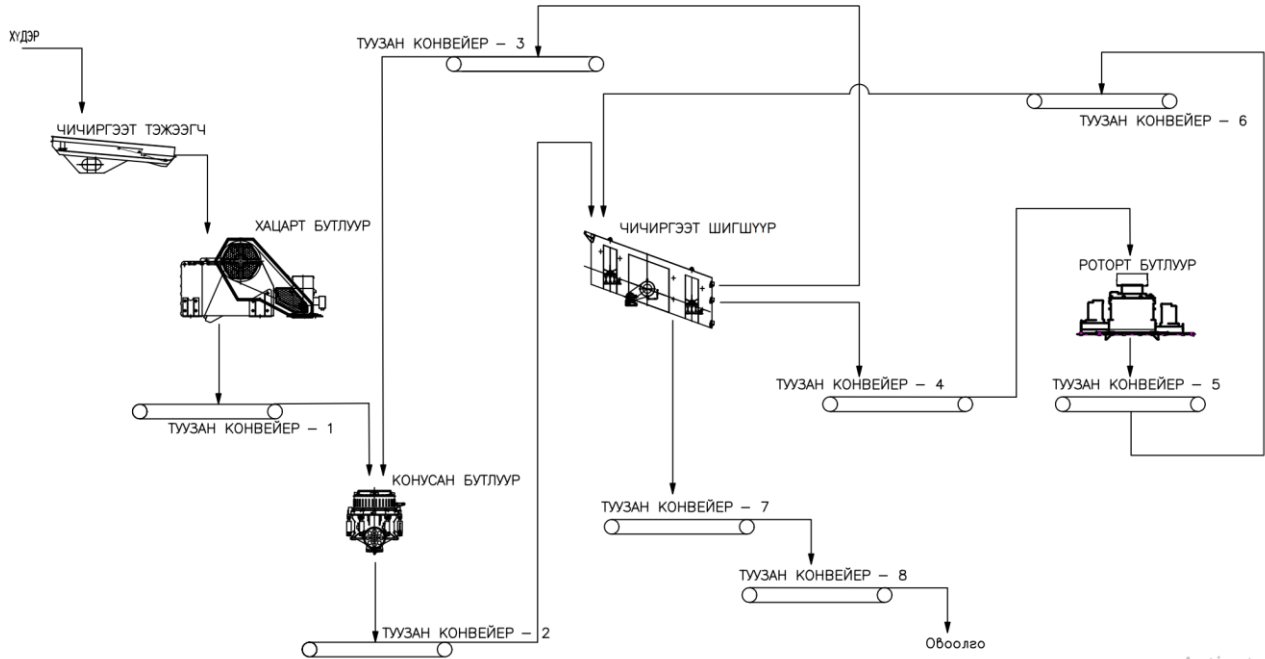 ХҮДЭР
ТУУЗАН КОНВЕЙЕР – 3
ТУУЗАН КОНВЕЙЕР – 6
ЧИЧИРГЭЭТ ТЭЖЭЭГЧ
ХАЦАРТ БУТЛУУР
ЧИЧИРГЭЭТ ШИГШҮҮР
РОТОРТ БУТЛУУР
ТУУЗАН КОНВЕЙЕР – 4
ТУУЗАН КОНВЕЙЕР – 5
ТУУЗАН КОНВЕЙЕР – 1
КОНУСАН БУТЛУУР
ТУУЗАН КОНВЕЙЕР – 7
ТУУЗАН КОНВЕЙЕР – 8
ТУУЗАН КОНВЕЙЕР – 2
Овоолго